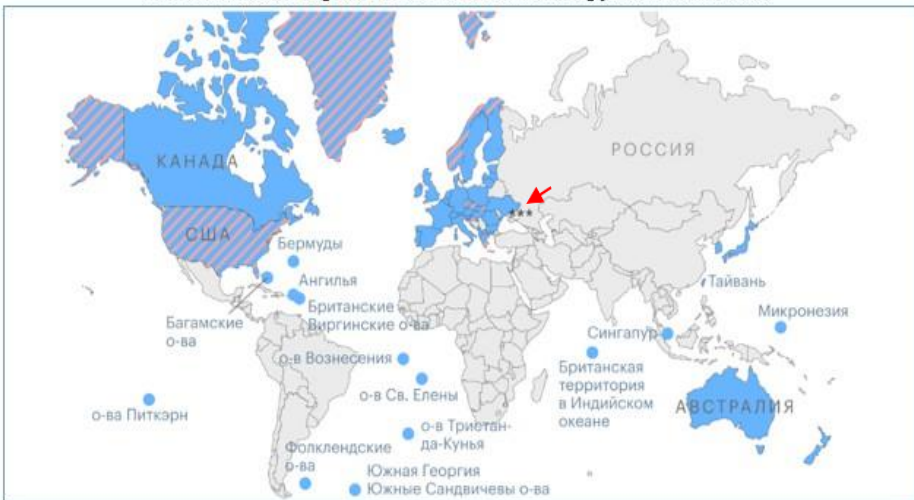 КАНАДА
РОССИЯ
США
***
Бермуды
Ангилья
Британские
Виргинские о-ва
Багамские
о-ва
о-в Вознесения
о-в Св. Елены
о-ва Питкэрн
о-в Тристан-
да-Кунья
Фолклендские
о-ва
Южная Георгия
Южные Сандвичевы о-ва
Тайвань
Микронезия
Сингапур
Британская
территория
в Индийском
океане
АВСТРАЛИЯ